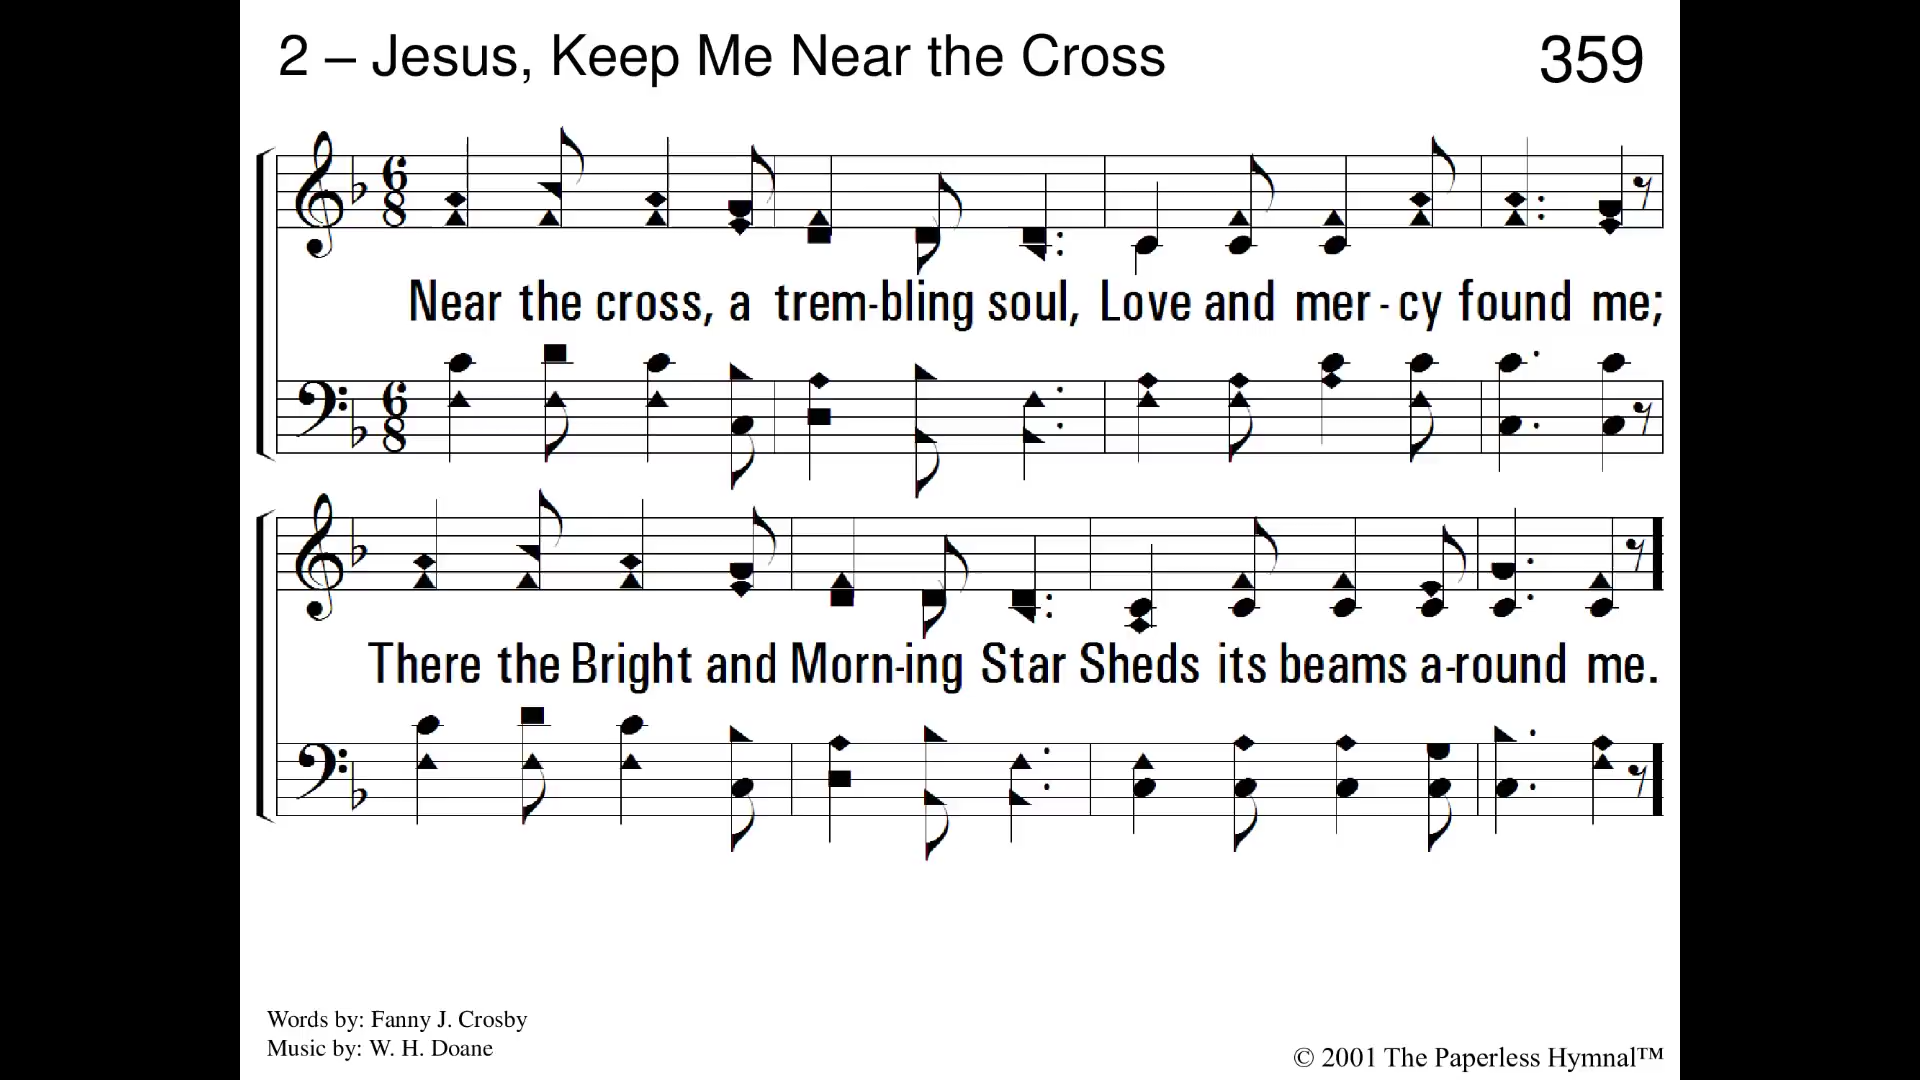 2 – Jesus, Keep Me Near the Cross 359
Near the cross, a trem-bling soul, Love and mer-cy found me;
There the Bright and Morn-ing Star Sheds its beams a-round me.
Words by: Fanny J. Crosby
Music by: W. H. Doane
© 2001 The Paperless Hymnal™